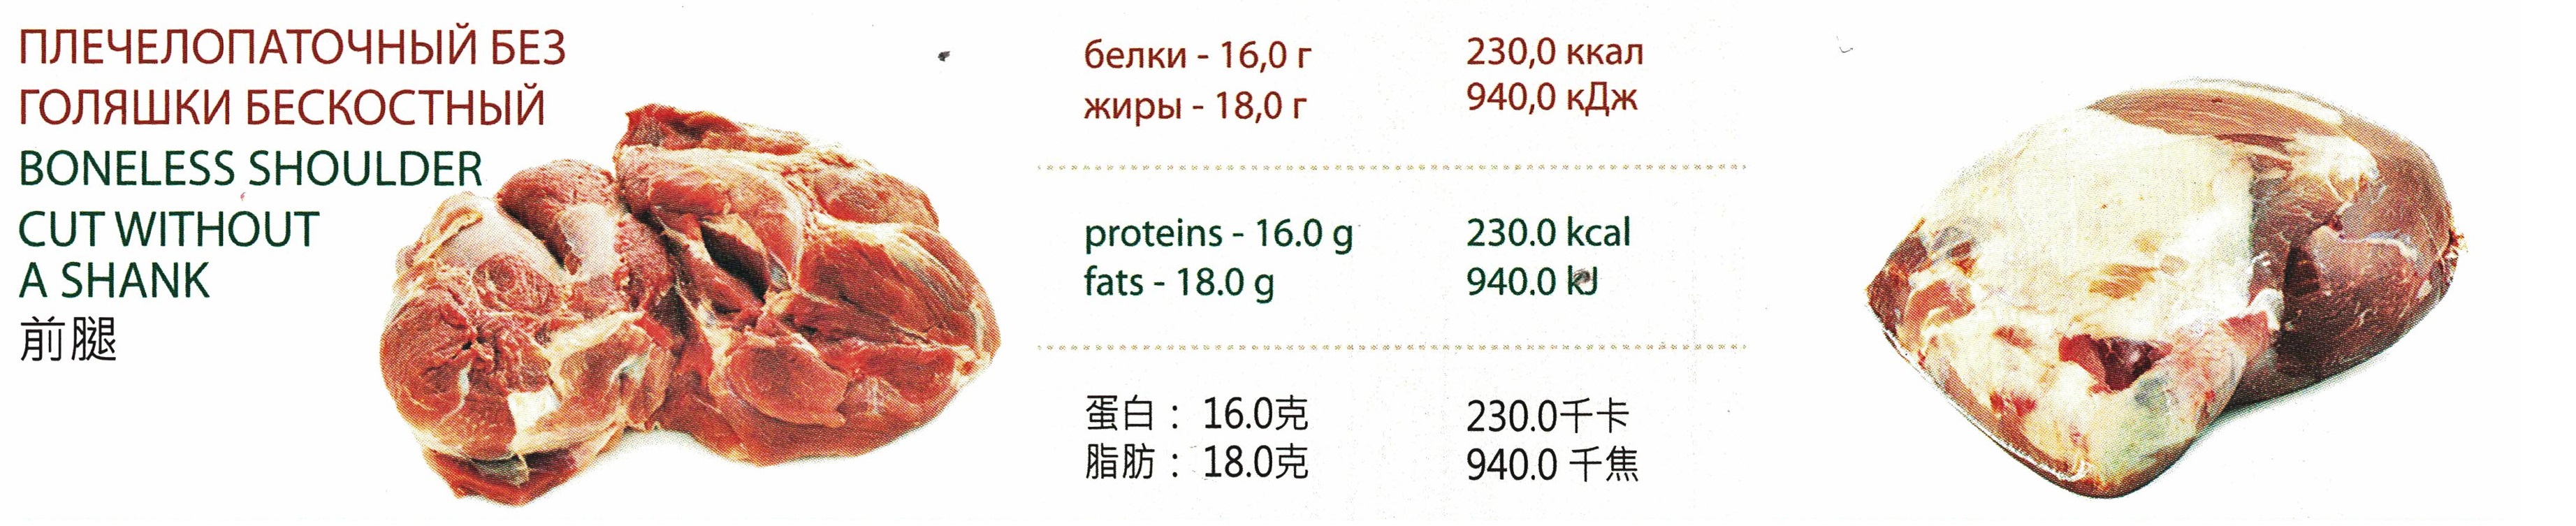 ПЛЕЧЕЛОПАТОЧНЫЙ БЕЗ
ГОЛЯШКИ БЕСКОСТНЫЙ
BONELESS SHOULDER
CUT WITHOUT
A SHANK
前腿
белки - 16,0 г
жиры - 18,0 г
230,0 ккал
940,0 кДж
proteins - 16.0 g
fats - 18.0 g
230.0 kcal
940.0 kJ
蛋白： 16.0克
脂肪： 18.0克
230.0千卡
940.0 千焦